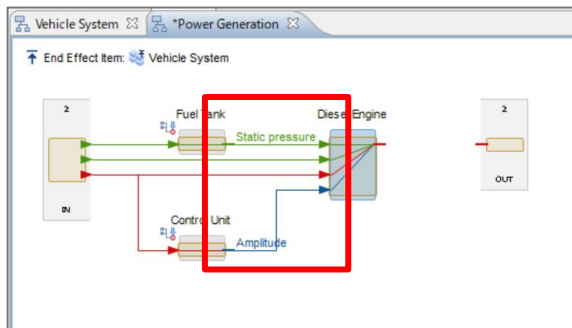 Vehicle System
*Power Generation
End Effect Item: Vehicle System
2
Fuel Tank
Diesel Engine
2
Static pressure
OUT
IN
Control Unit
Amplitude